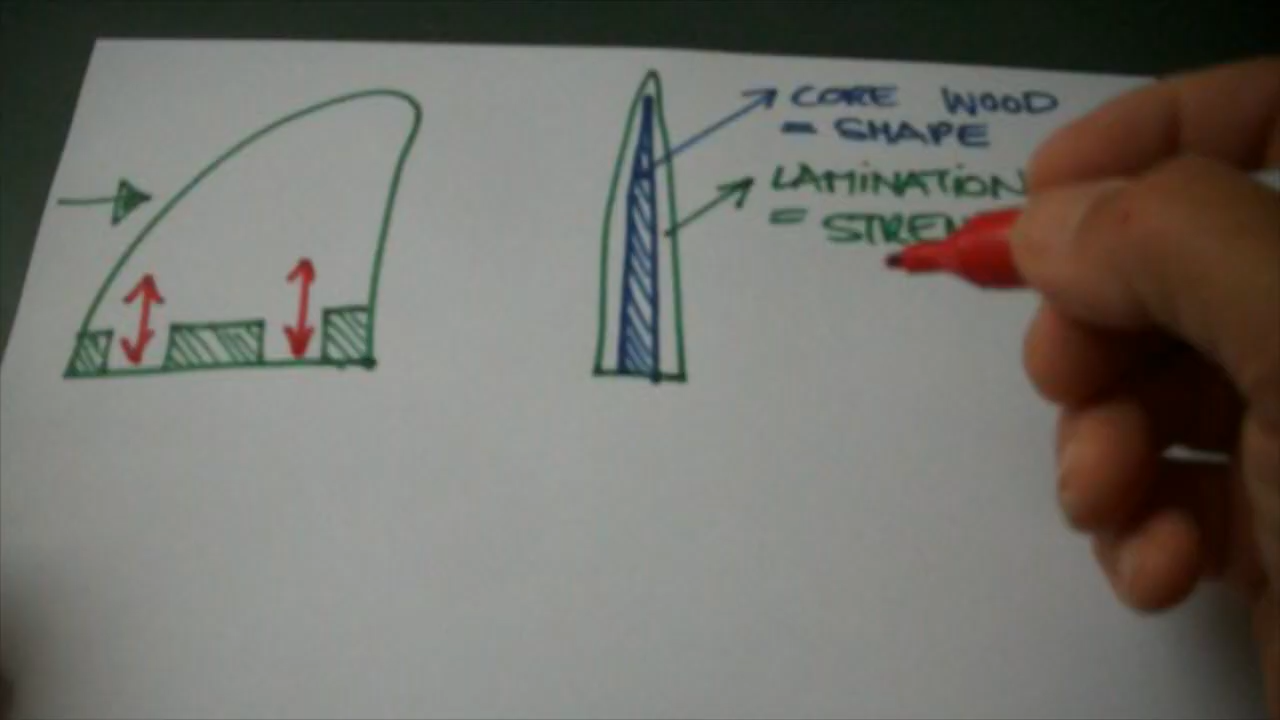 CORE WOOD
= SHAPE
LAMINATION
=